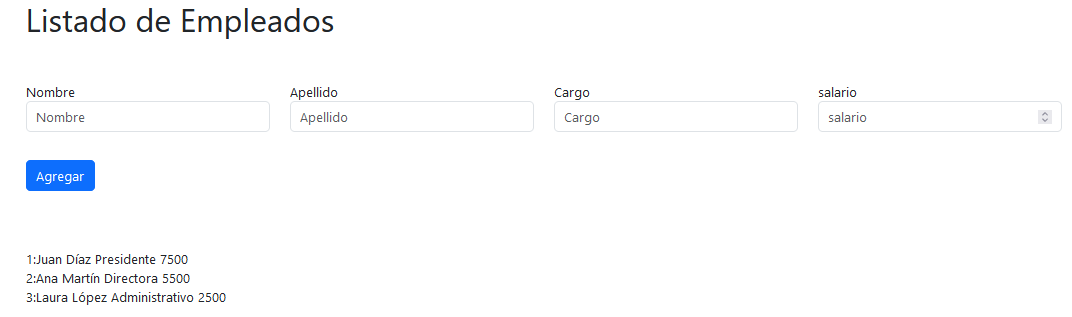 Listado de Empleados
Nombre Apellido Cargo salario
Nombre Apellido Cargo salario
Agregar
1:Juan Díaz Presidente 7500
2:Ana Martín Directora 5500
3:Laura López Administrativo 2500